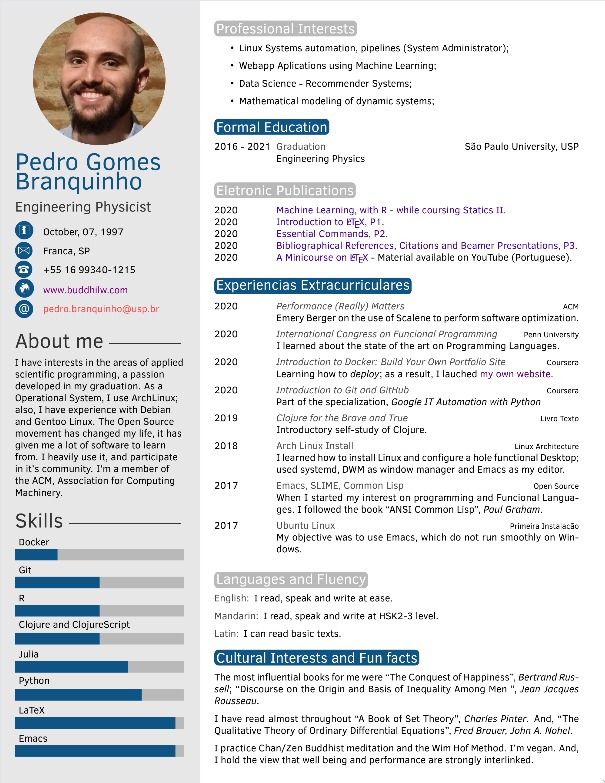 Pedro Gomes
Branquinho
Engineering Physicist
October, 07, 1997
Franca, SP
+55 16 99340-1215
www.buddhilw.com
pedro.branquinho@usp.br
About me
I have interests in the areas of applied
scientific programming, a passion
developed in my graduation. As a
Operational System, I use ArchLinux;
also, I have experience with Debian
and Gentoo Linux. The Open Source
movement has changed my life, it has
given me a lot of software to learn
from. I heavily use it, and participate
in it's community. I'm a member of
the ACM, Association for Computing
Machinery.
Skills
Docker
Git
R
Clojure and ClojureScript
Julia
Python
LaTeX
Emacs
Professional Interests
• Linux Systems automation, pipelines (System Administrator);
• Webapp Aplications using Machine Learning;
• Data Science - Recommender Systems;
• Mathematical modeling of dynamic systems;
Formal Education
2016 - 2021 Graduation São Paulo University, USP
Engineering Physics
Eletronic Publications
2020 Machine Learning, with R - while coursing Statics II.
2020 Introduction to LATEX, P1.
2020 Essential Commands, P2.
2020 Bibliographical References, Citations and Beamer Presentations, P3.
2020 A Minicourse on LATEX - Material available on YouTube (Portuguese).
Experiencias Extracurriculares
2020 Performance (Really) Matters ACM
Emery Berger on the use of Scalene to perform software optimization.
2020 International Congress on Funcional Programming Penn University
I learned about the state of the art on Programming Languages.
2020 Introduction to Docker: Build Your Own Portfolio Site Coursera
Learning how to deploy; as a result, I lauched my own website.
2020 Introduction to Git and GitHub Coursera
Part of the specialization, Google IT Automation with Python
2019 Clojure for the Brave and True Livro Texto
Introductory self-study of Clojure.
2018 Arch Linux Install Linux Architecture
I learned how to install Linux and configure a hole functional Desktop;
used systemd, DWM as window manager and Emacs as my editor.
2017 Emacs, SLIME, Common Lisp Open Source
When I started my interest on programming and Funcional Langua-
ges. I followed the book "ANSI Common Lisp", Paul Graham.
2017 Ubuntu Linux Primeira Instalacão
My objective was to use Emacs, which do not run smoothly on Win-
dows.
Languages and Fluency
English: I read, speak and write at ease.
Mandarin: I read, speak and write at HSK2-3 level.
Latin: I can read basic texts.
Cultural Interests and Fun facts
The most influential books for me were "The Conquest of Happiness", Bertrand Rus-
sell; "Discourse on the Origin and Basis of Inequality Among Men ", Jean Jacques
Rousseau.
I have read almost throughout "A Book of Set Theory", Charles Pinter. And, "The
Qualitative Theory of Ordinary Differential Equations", Fred Brauer, John A. Nohel.
I practice Chan/Zen Buddhist meditation and the Wim Hof Method. I'm vegan. And,
I hold the view that well being and performance are strongly interlinked.